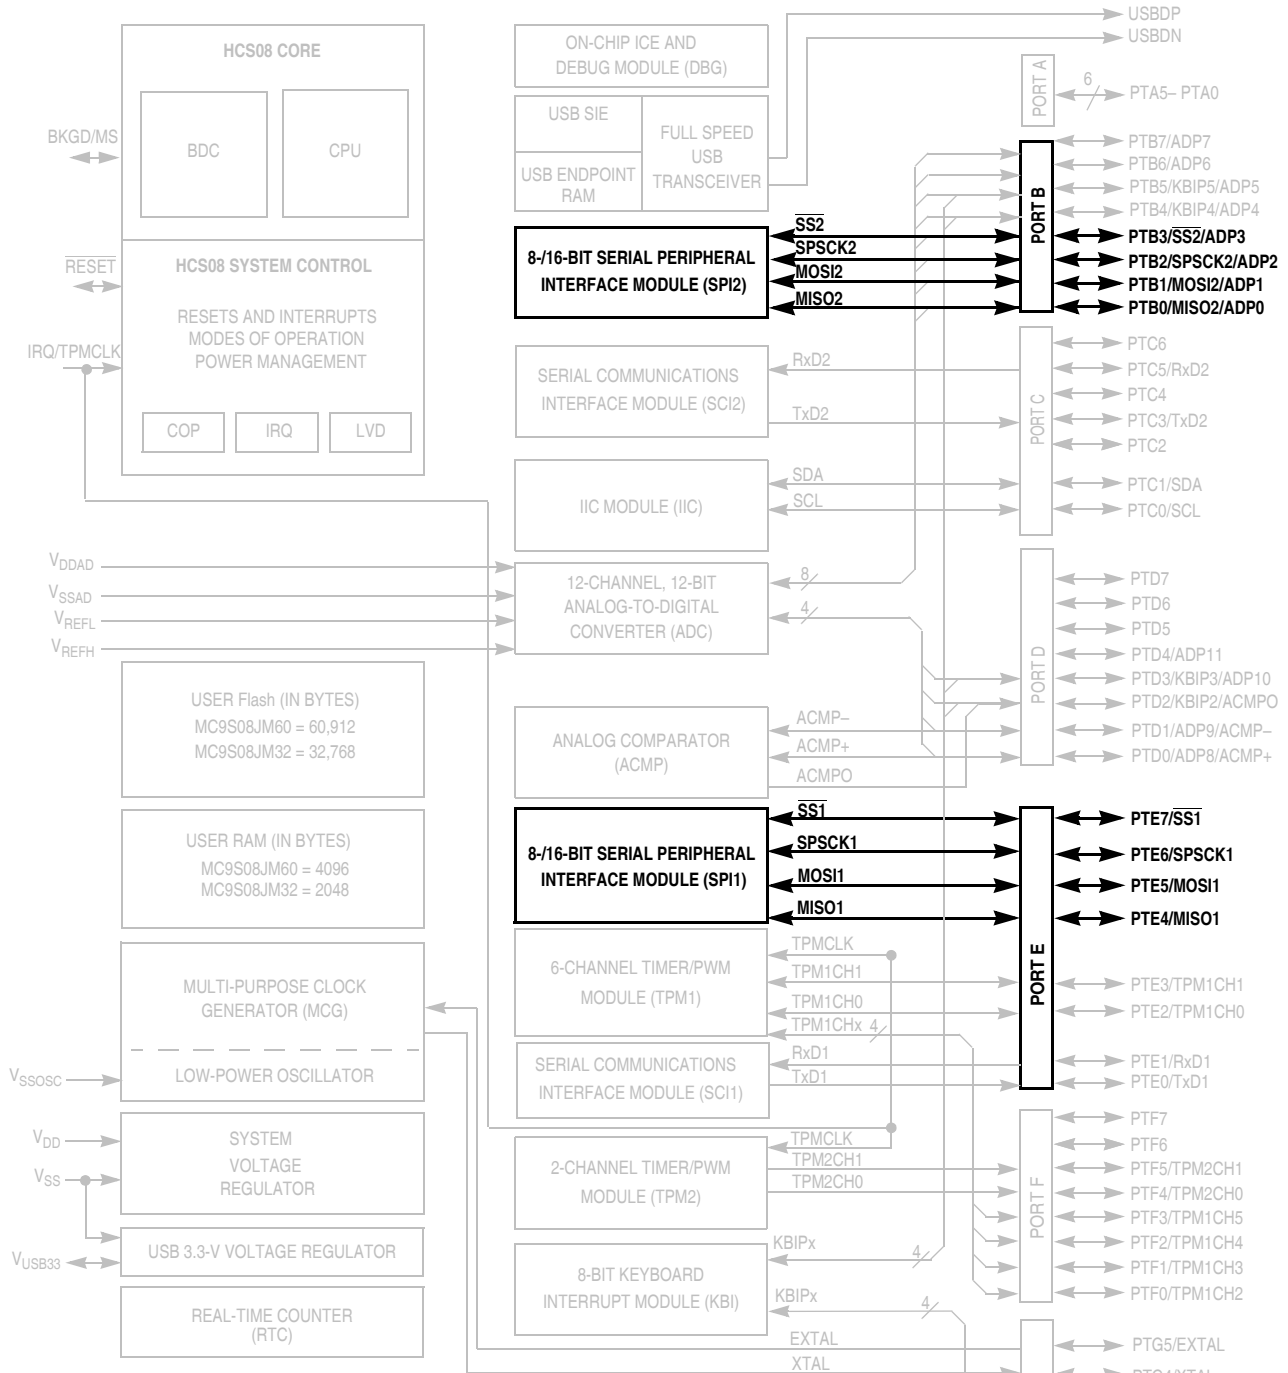 HCS08 CORE
BDC
CPU
BKGD/MS
HCS08 SYSTEM CONTROL
RESET
RESETS AND INTERRUPTS
MODES OF OPERATION
POWER MANAGEMENT
IRQ/TPMCLK
COP
IRQ
LVD
VDDAD
VSSAD
VREFL
VREFH
USER Flash (IN BYTES)
MC9S08JM60 = 60,912
MC9S08JM32 = 32,768
USER RAM (IN BYTES)
MC9S08JM60 = 4096
MC9S08JM32 = 2048
MULTI-PURPOSE CLOCK
GENERATOR (MCG)
LOW-POWER OSCILLATOR
VSSOSC
VDD
VSS
SYSTEM
VOLTAGE
REGULATOR
USB 3.3-V VOLTAGE REGULATOR
VUSB33
REAL-TIME COUNTER
(RTC)
ON-CHIP ICE AND
DEBUG MODULE (DBG)
USB SIE
USB ENDPOINT
RAM
FULL SPEED
USB
TRANSCEIVER
8-/16-BIT SERIAL PERIPHERAL
INTERFACE MODULE (SPI2)
SS2
SPSCK2
MOSI2
MISO2
SERIAL COMMUNICATIONS
INTERFACE MODULE (SCI2)
RxD2
TxD2
IIC MODULE (IIC)
SDA
SCL
12-CHANNEL, 12-BIT
ANALOG-TO-DIGITAL
CONVERTER (ADC)
8
4
ANALOG COMPARATOR
(ACMP)
ACMP–
ACMP+
ACMPO
8-/16-BIT SERIAL PERIPHERAL
INTERFACE MODULE (SPI1)
SS1
SPSCK1
MOSI1
MISO1
6-CHANNEL TIMER/PWM
MODULE (TPM1)
TPMCLK
TPM1CH1
TPM1CH0
TPM1CHx 4
SERIAL COMMUNICATIONS
INTERFACE MODULE (SCI1)
RxD1
TxD1
2-CHANNEL TIMER/PWM
MODULE (TPM2)
TPMCLK
TPM2CH1
TPM2CH0
8-BIT KEYBOARD
INTERRUPT MODULE (KBI)
KBIPx
4
KBIPx
4
EXTAL
XTAL
USBDP
USBDN
PORT A
6
PTA5– PTA0
PORT B
PTB7/ADP7
PTB6/ADP6
PTB5/KBIP5/ADP5
PTB4/KBIP4/ADP4
PTB3/SS2/ADP3
PTB2/SPSCK2/ADP2
PTB1/MOSI2/ADP1
PTB0/MISO2/ADP0
PORT C
PTC6
PTC5/RxD2
PTC4
PTC3/TxD2
PTC2
PTC1/SDA
PTC0/SCL
PORT D
PTD7
PTD6
PTD5
PTD4/ADP11
PTD3/KBIP3/ADP10
PTD2/KBIP2/ACMPO
PTD1/ADP9/ACMP–
PTD0/ADP8/ACMP+
PORT E
PTE7/SS1
PTE6/SPSCK1
PTE5/MOSI1
PTE4/MISO1
PTE3/TPM1CH1
PTE2/TPM1CH0
PTE1/RxD1
PTE0/TxD1
PORT F
PTF7
PTF6
PTF5/TPM2CH1
PTF4/TPM2CH0
PTF3/TPM1CH5
PTF2/TPM1CH4
PTF1/TPM1CH3
PTF0/TPM1CH2
PTG5/EXTAL